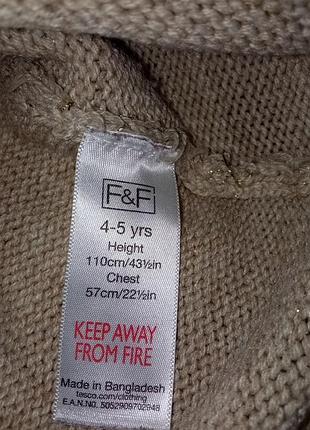 F&F
4-5 yrs
Height
110cm/43½in
Chest
57cm/22½in
KEEP AWAY
FROM FIRE
Made in Bangladesh
tesco.com/clothing
E.A.N.N0. 5052909702948